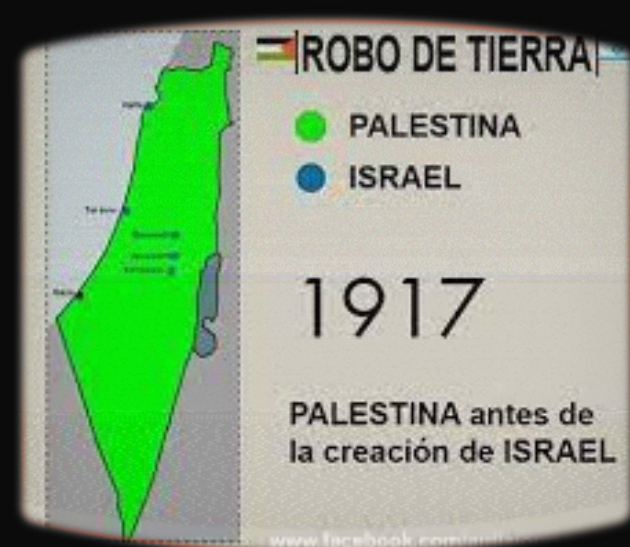 ROBO DE TIERRA
PALESTINA
ISRAEL
1917
PALESTINA antes de
la creación de ISRAEL